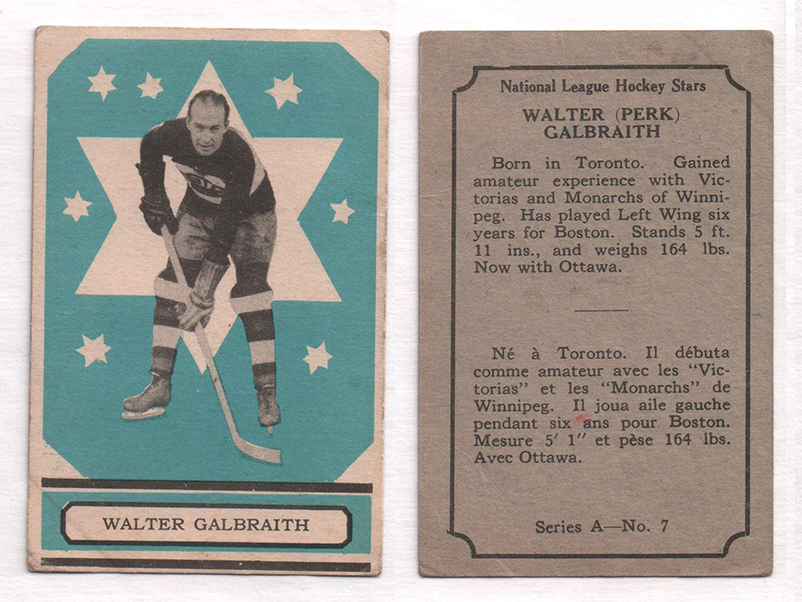 WALTER GALBRAITH
National League Hockey Stars
WALTER (PERK)
GALBRAITH
Born in Toronto. Gained
amateur experience with Vic-
torias and Monarchs of Winni-
peg. Has played Left Wing six
years for Boston. Stands 5 ft.
11 ins., and weighs 164 lbs.
Now with Ottawa.
Né à Toronto. Il débuta
comme amateur avec les "Vic-
torias" et les "Monarchs" de
Winnipeg. Il joua aile gauche
pendant six ans pour Boston.
Mesure 5′ 1″ et pèse 164 lbs.
Avec Ottawa.
Series A—No. 7